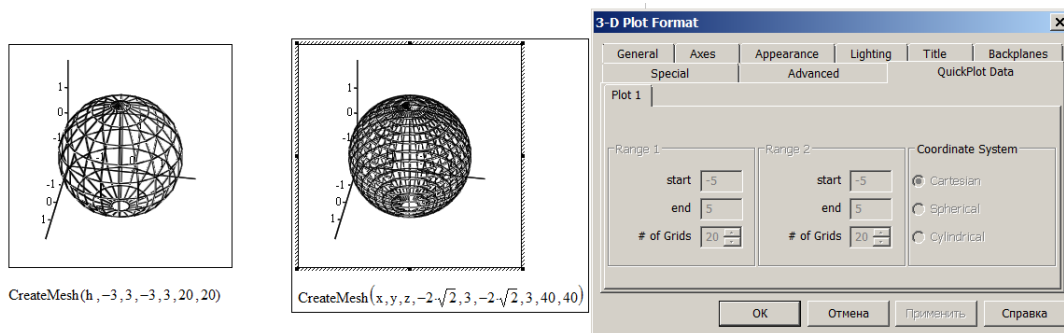 1
0
-1
-1
0
1
-1
0
CreateMesh(h,-3,3,-3,3,20,20)
1
0
-1
-1
0
1
0
CreateMesh(x,y,z,-2·√2,3,-2·√2,3,40,40)
3-D Plot Format
General Axes Appearance Lighting Title Backplanes
Special Advanced QuickPlot Data
Plot 1
Range 1 Range 2 Coordinate System
start -5 start -5 Cartesian
end 5 end 5 Spherical
# of Grids 20 # of Grids 20 Cylindrical
OK Отмена Применить Справка